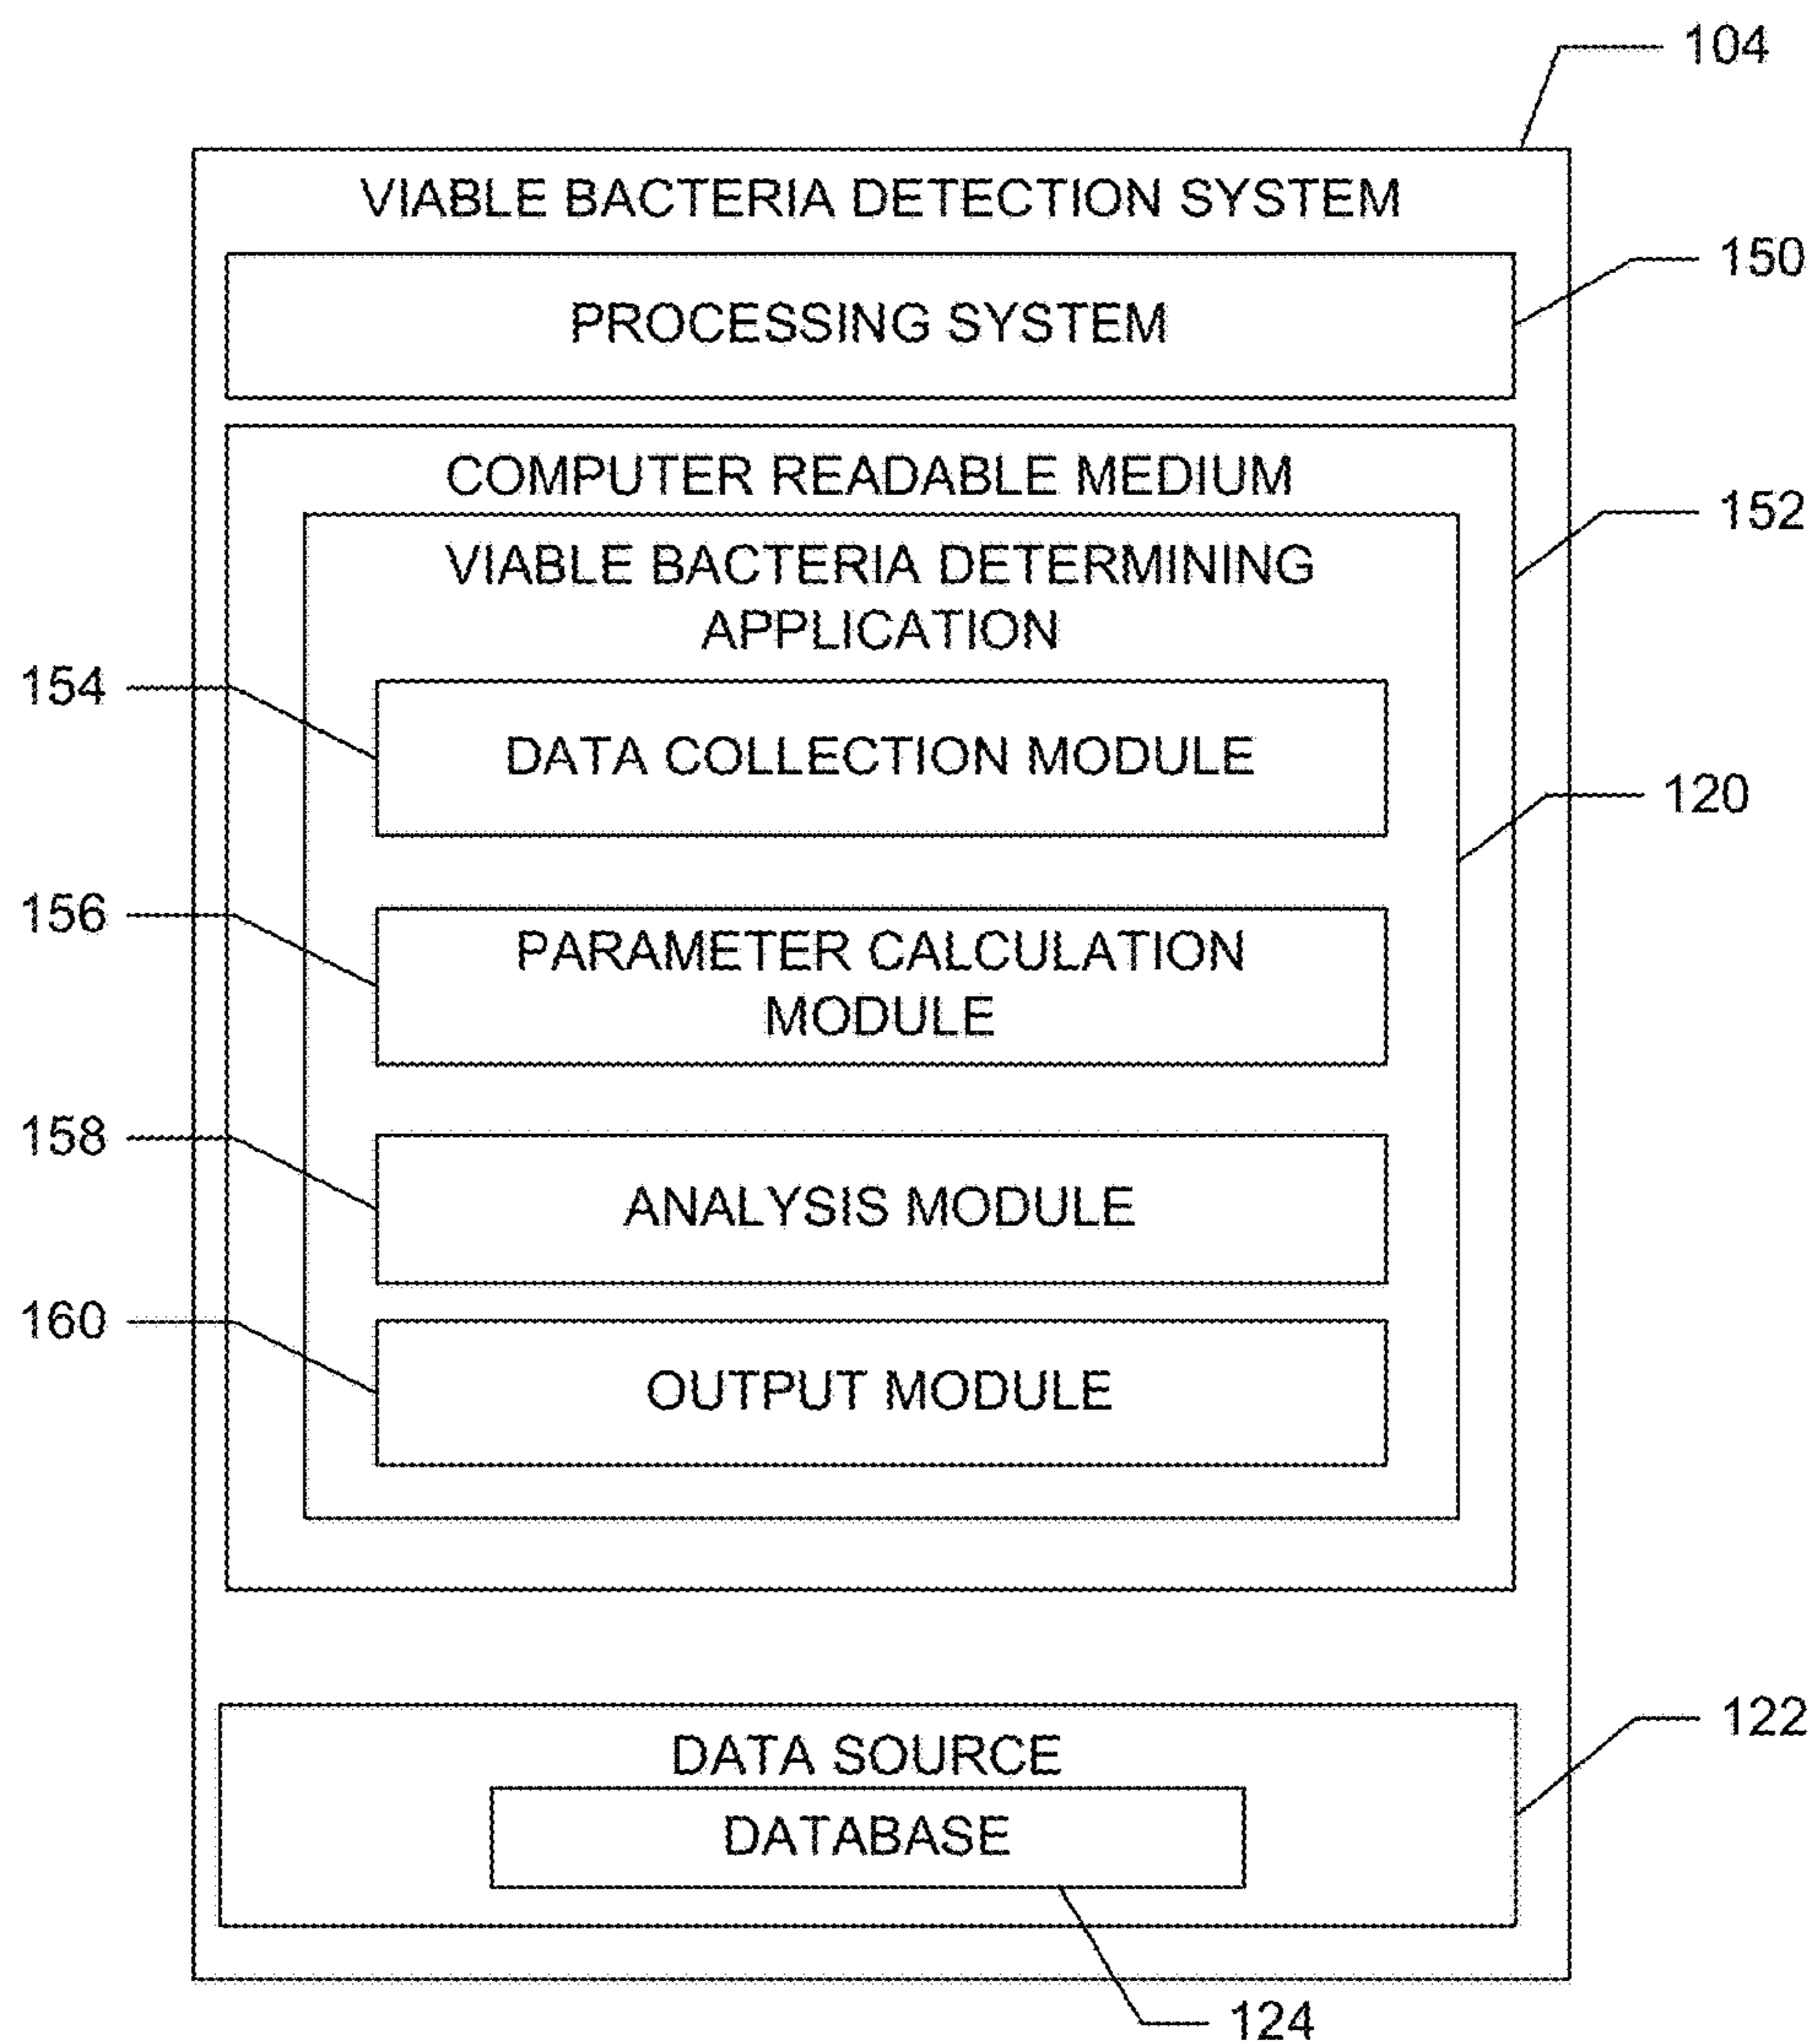 104
VIABLE BACTERIA DETECTION SYSTEM
150
PROCESSING SYSTEM
COMPUTER READABLE MEDIUM
152
VIABLE BACTERIA DETERMINING
APPLICATION
154
DATA COLLECTION MODULE
120
156
PARAMETER CALCULATION
MODULE
158
ANALYSIS MODULE
160
OUTPUT MODULE
122
DATA SOURCE
DATABASE
124